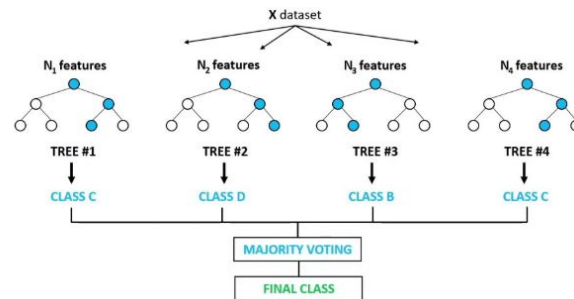 X dataset
N₁ features
N₂ features
N₃ features
N₄ features
TREE #1
TREE #2
TREE #3
TREE #4
CLASS C
CLASS D
CLASS B
CLASS C
MAJORITY VOTING
FINAL CLASS